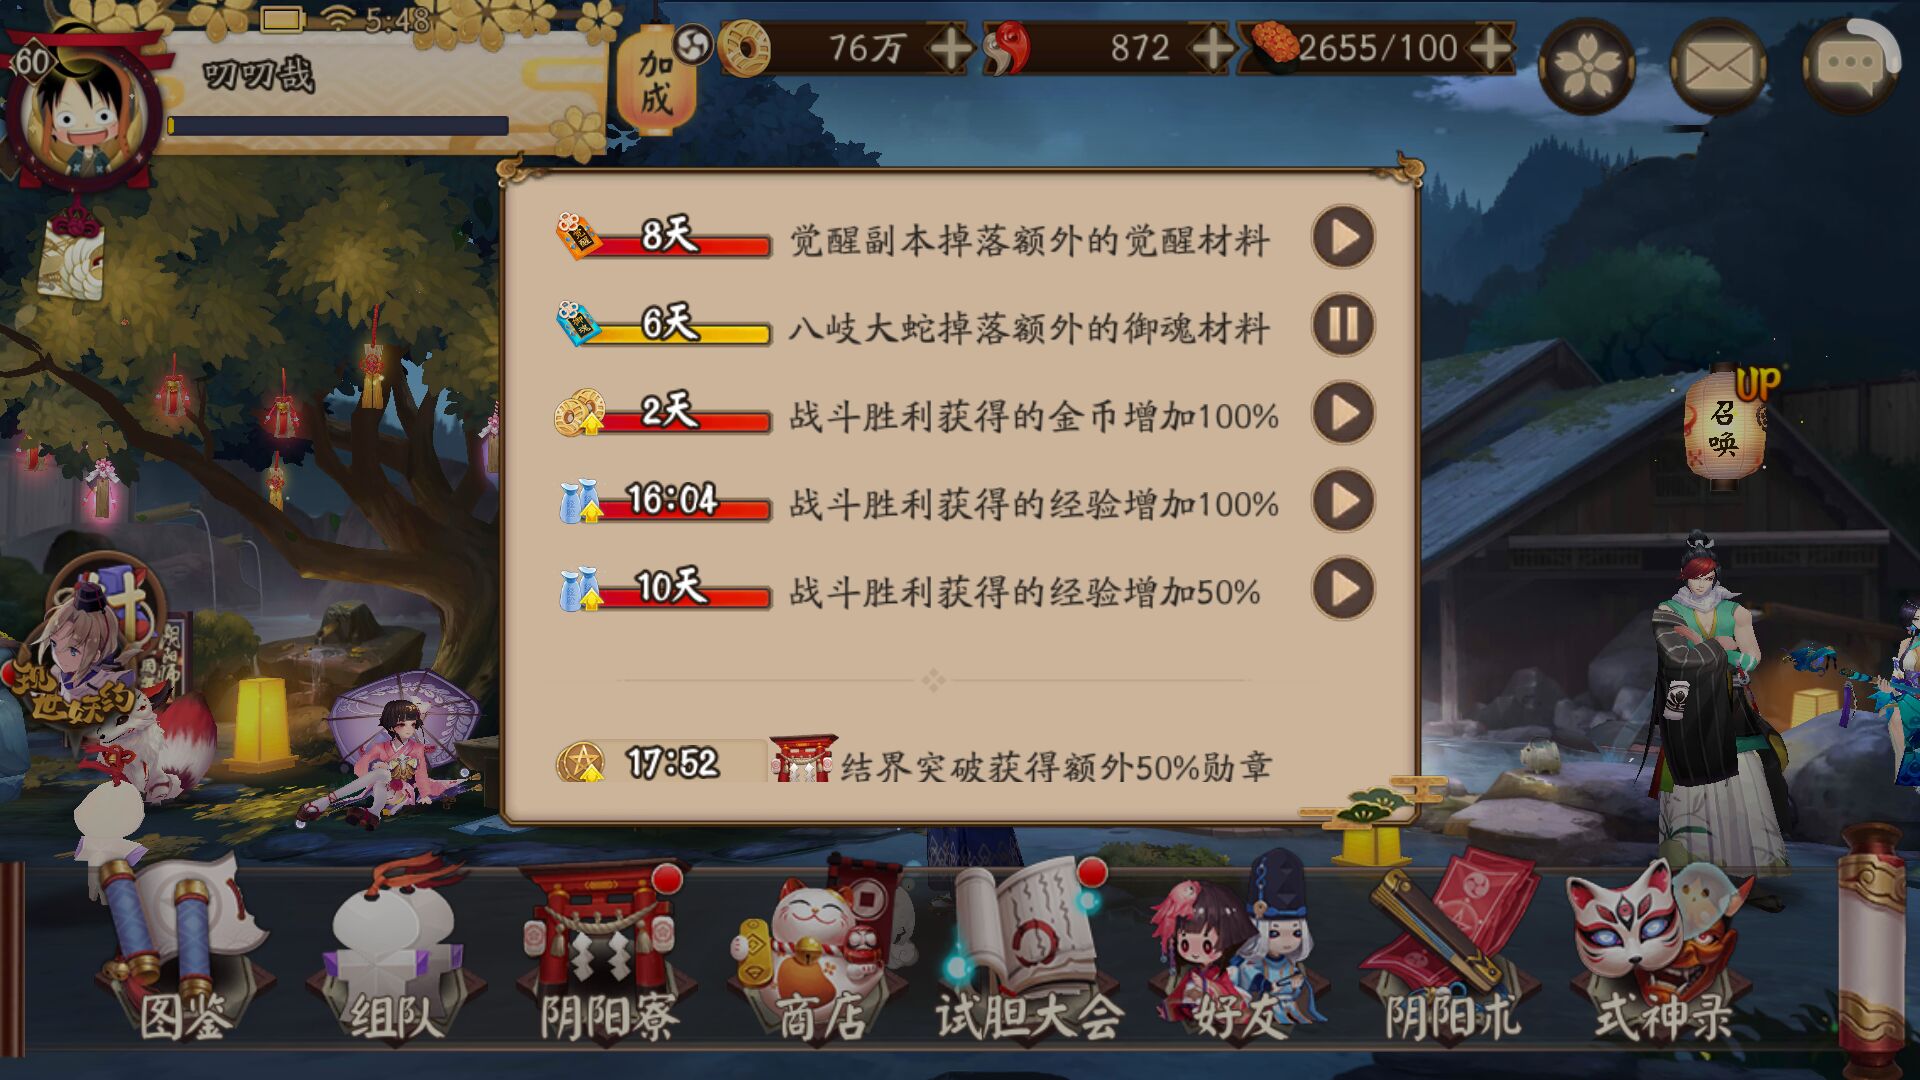 5:48
60
叨叨哉
加成
76万
872
2655/100
8天 觉醒副本掉落额外的觉醒材料
6天 八岐大蛇掉落额外的御魂材料
2天 战斗胜利获得的金币增加100%
16:04 战斗胜利获得的经验增加100%
10天 战斗胜利获得的经验增加50%
17:52 结界突破获得额外50%勋章
UP
召唤
现世妖约
图鉴
组队
阴阳寮
商店
试胆大会
好友
阴阳术
式神录